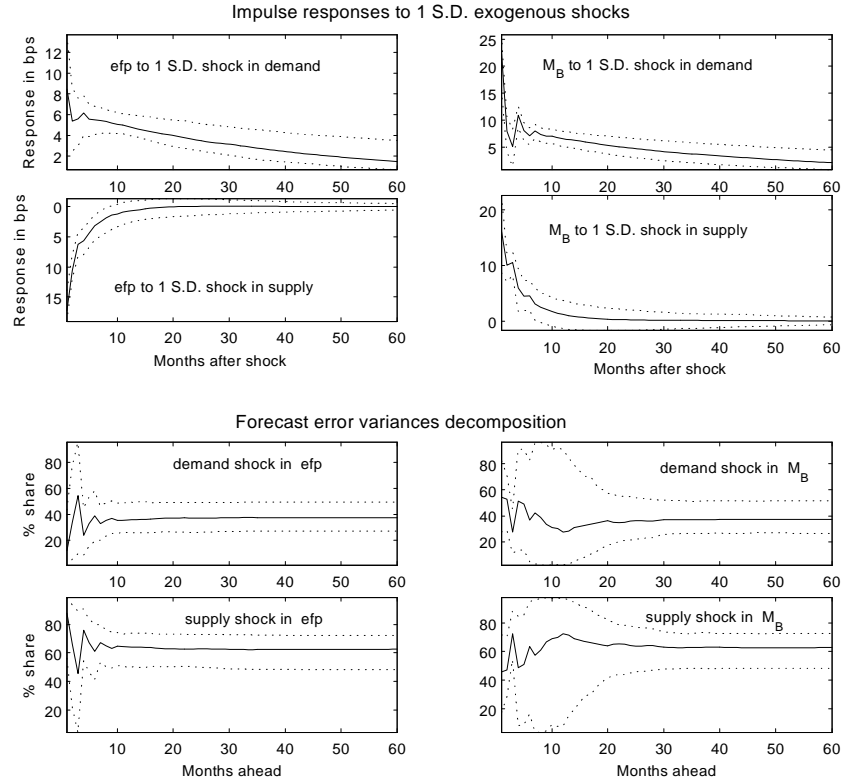 Impulse responses to 1 S.D. exogenous shocks
Response in bps
12
10
8
6
4
2
efp to 1 S.D. shock in demand
10 20 30 40 50 60
25
20
15
10
5
M_B to 1 S.D. shock in demand
10 20 30 40 50 60
Response in bps
0
5
10
15
efp to 1 S.D. shock in supply
10 20 30 40 50 60
Months after shock
20
10
0
M_B to 1 S.D. shock in supply
10 20 30 40 50 60
Months after shock
Forecast error variances decomposition
% share
80
60
40
20
demand shock in efp
10 20 30 40 50 60
80
60
40
20
demand shock in M_B
10 20 30 40 50 60
% share
80
60
40
20
supply shock in efp
10 20 30 40 50 60
Months ahead
80
60
40
20
supply shock in M_B
10 20 30 40 50 60
Months ahead